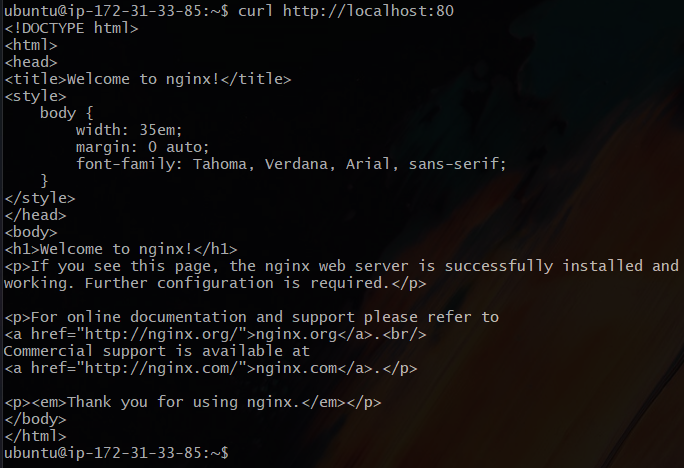 ubuntu@ip-172-31-33-85:~$ curl http://localhost:80
<!DOCTYPE html>
<html>
<head>
<title>Welcome to nginx!</title>
<style>
    body {
        width: 35em;
        margin: 0 auto;
        font-family: Tahoma, Verdana, Arial, sans-serif;
    }
</style>
</head>
<body>
<h1>Welcome to nginx!</h1>
<p>If you see this page, the nginx web server is successfully installed and
working. Further configuration is required.</p>

<p>For online documentation and support please refer to
<a href="http://nginx.org/">nginx.org</a>.<br/>
Commercial support is available at
<a href="http://nginx.com/">nginx.com</a>.</p>

<p><em>Thank you for using nginx.</em></p>
</body>
</html>
ubuntu@ip-172-31-33-85:~$